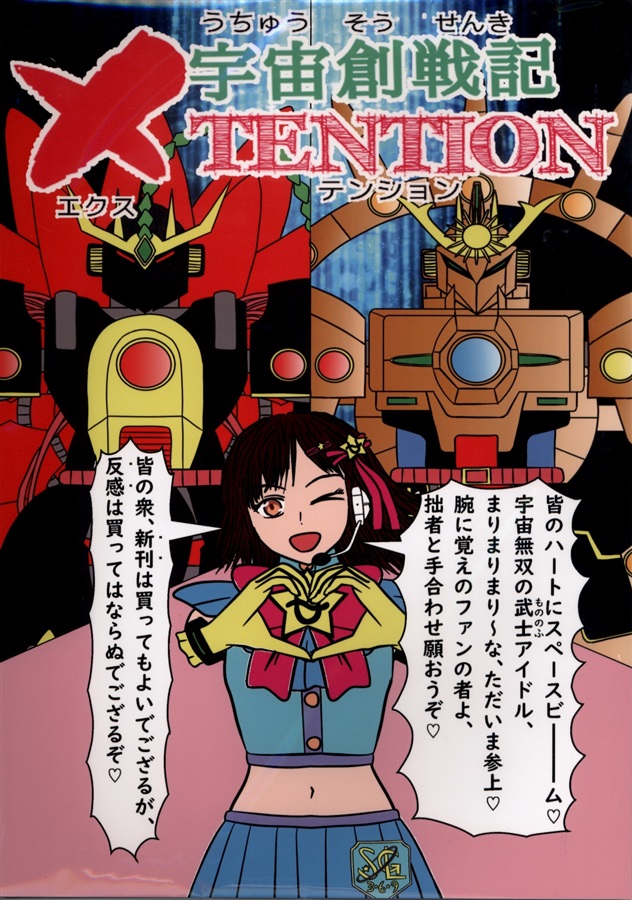 うちゅう そう せんき
宇宙創戦記
X TENTION
エクス テンション
皆のハートにスペースビーーム♡
宇宙無双の武士アイドル、
もののふ
まりまりまり～な、ただいま参上♡
腕に覚えのファンの者よ、
拙者と手合わせ願おうぞ♡
皆の衆、新刊は買ってもよいでござるが、
反感は買ってはならぬでござるぞ♡
SG
3・6・9